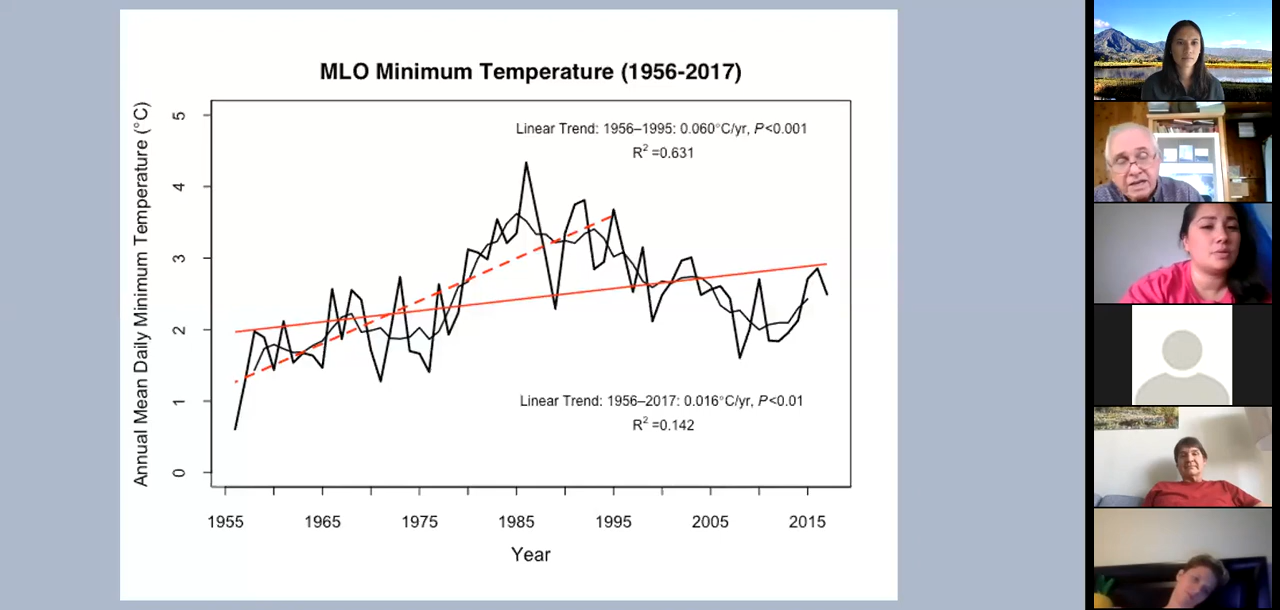 MLO Minimum Temperature (1956-2017)
Annual Mean Daily Minimum Temperature (°C)
5
4
3
2
1
0
Linear Trend: 1956–1995: 0.060°C/yr, P<0.001
R² =0.631
Linear Trend: 1956–2017: 0.016°C/yr, P<0.01
R² =0.142
1955 1965 1975 1985 1995 2005 2015
Year